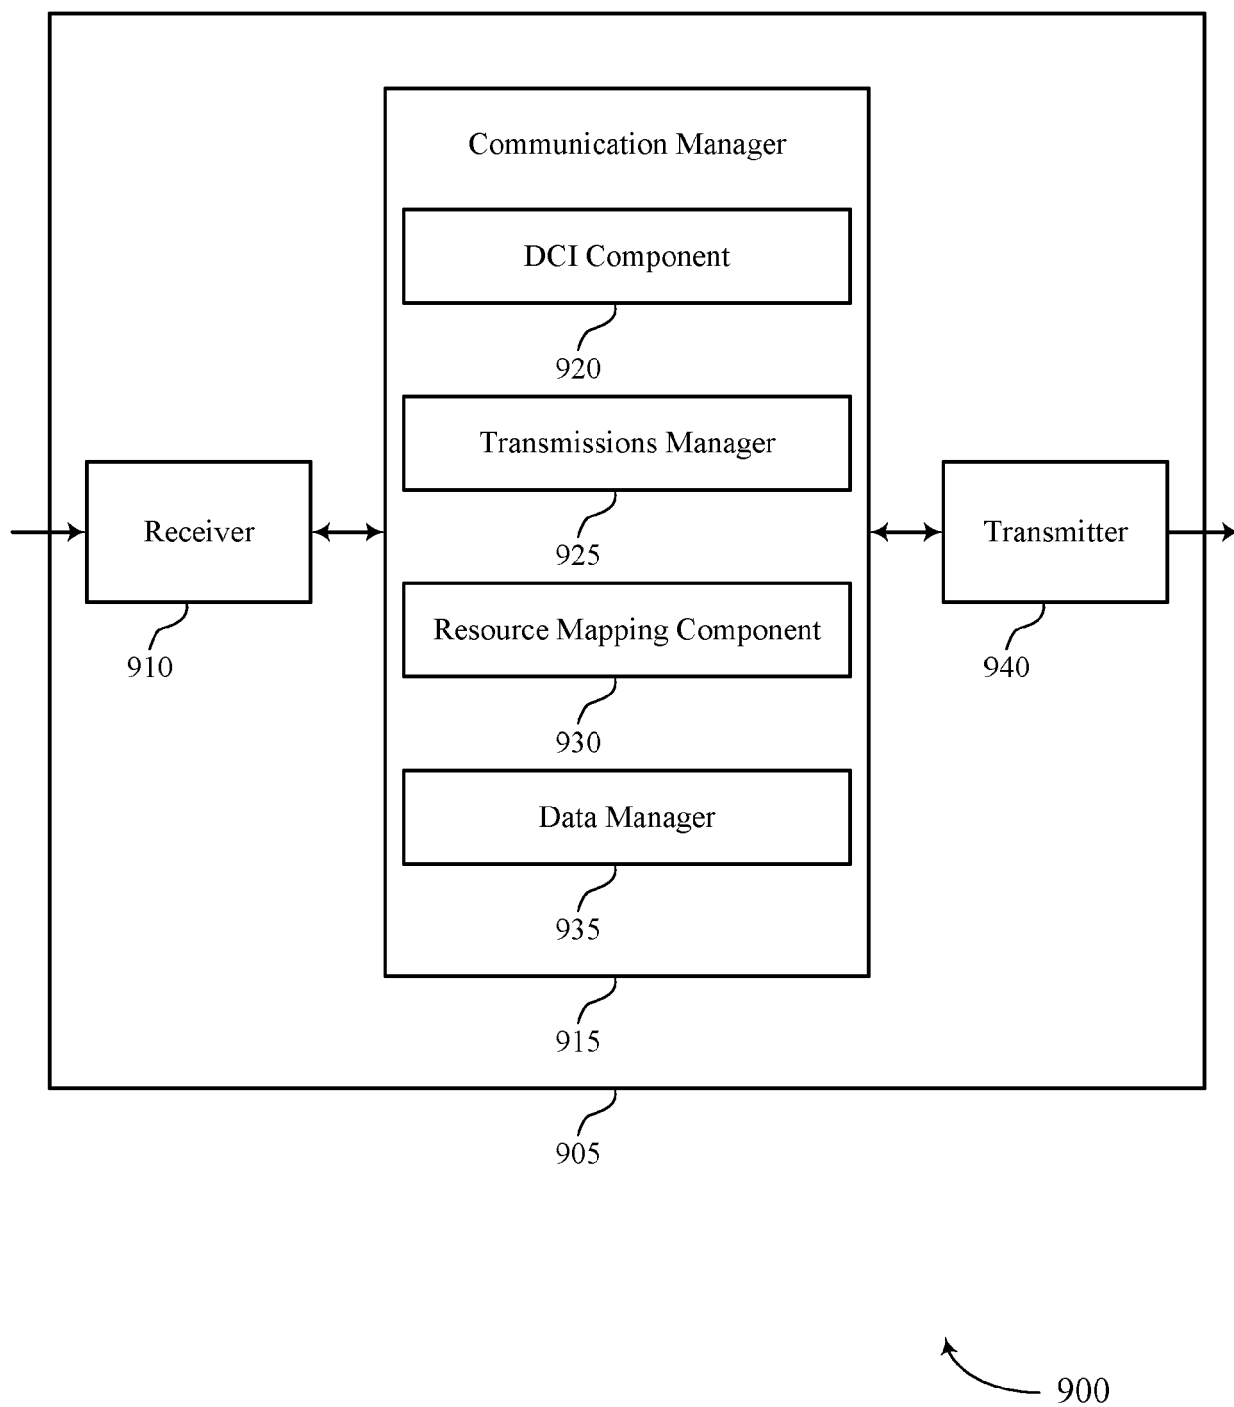 Communication Manager
DCI Component
920
Transmissions Manager
925
Receiver
910
Transmitter
940
Resource Mapping Component
930
Data Manager
935
915
905
900